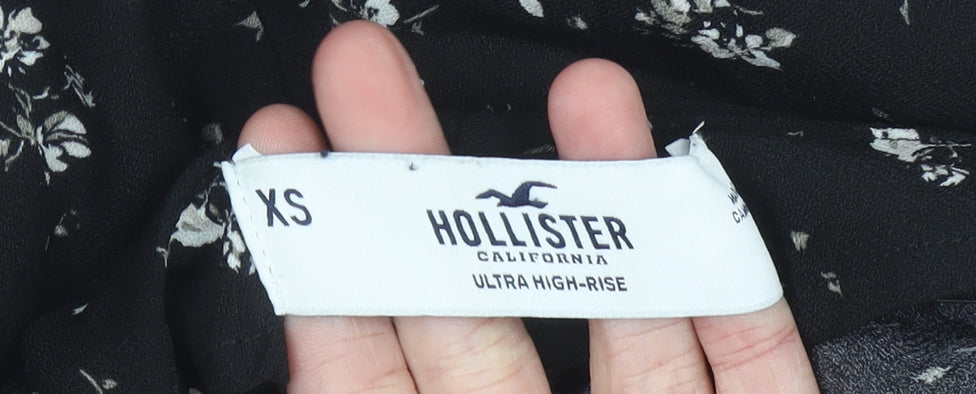 XS
HOLLISTER
CALIFORNIA
ULTRA HIGH-RISE